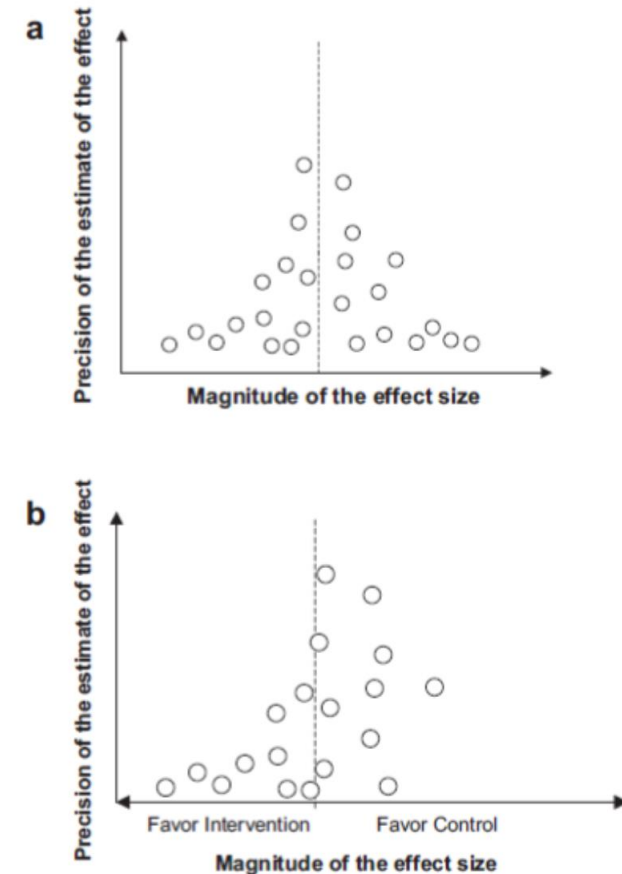 a
Precision of the estimate of the effect
Magnitude of the effect size
b
Precision of the estimate of the effect
Favor Intervention
Favor Control
Magnitude of the effect size